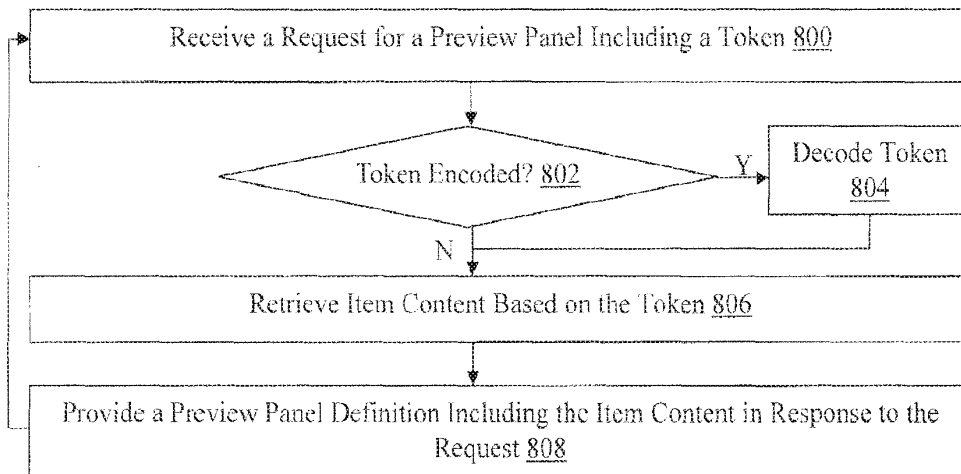 Receive a Request for a Preview Panel Including a Token 800
Token Encoded? 802
Y
Decode Token
804
N
Retrieve Item Content Based on the Token 806
Provide a Preview Panel Definition Including the Item Content in Response to the
Request 808